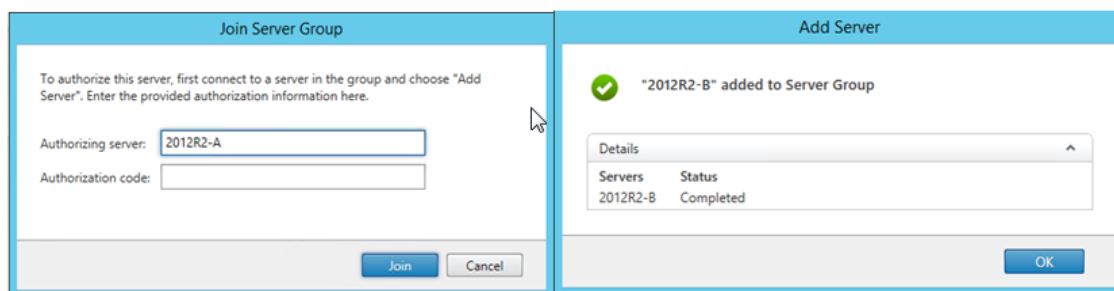 Join Server Group
To authorize this server, first connect to a server in the group and choose "Add
Server". Enter the provided authorization information here.
Authorizing server: 2012R2-A
Authorization code:
Join Cancel
Add Server
"2012R2-B" added to Server Group
Details
Servers Status
2012R2-B Completed
OK